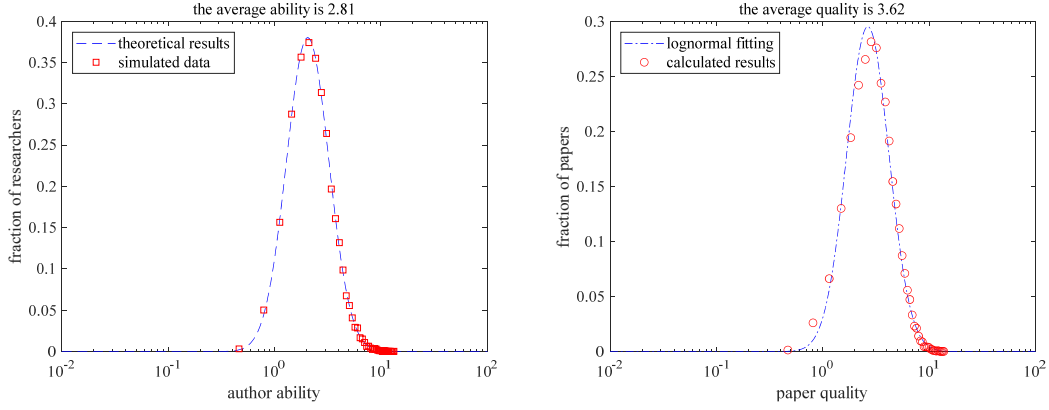 the average ability is 2.81
0.4
0.35
0.3
0.25
0.2
0.15
0.1
0.05
0
fraction of researchers
theoretical results
simulated data
10^-2
10^-1
10^0
10^1
10^2
author ability
the average quality is 3.62
0.3
0.25
0.2
0.15
0.1
0.05
0
fraction of papers
lognormal fitting
calculated results
10^-2
10^-1
10^0
10^1
10^2
paper quality